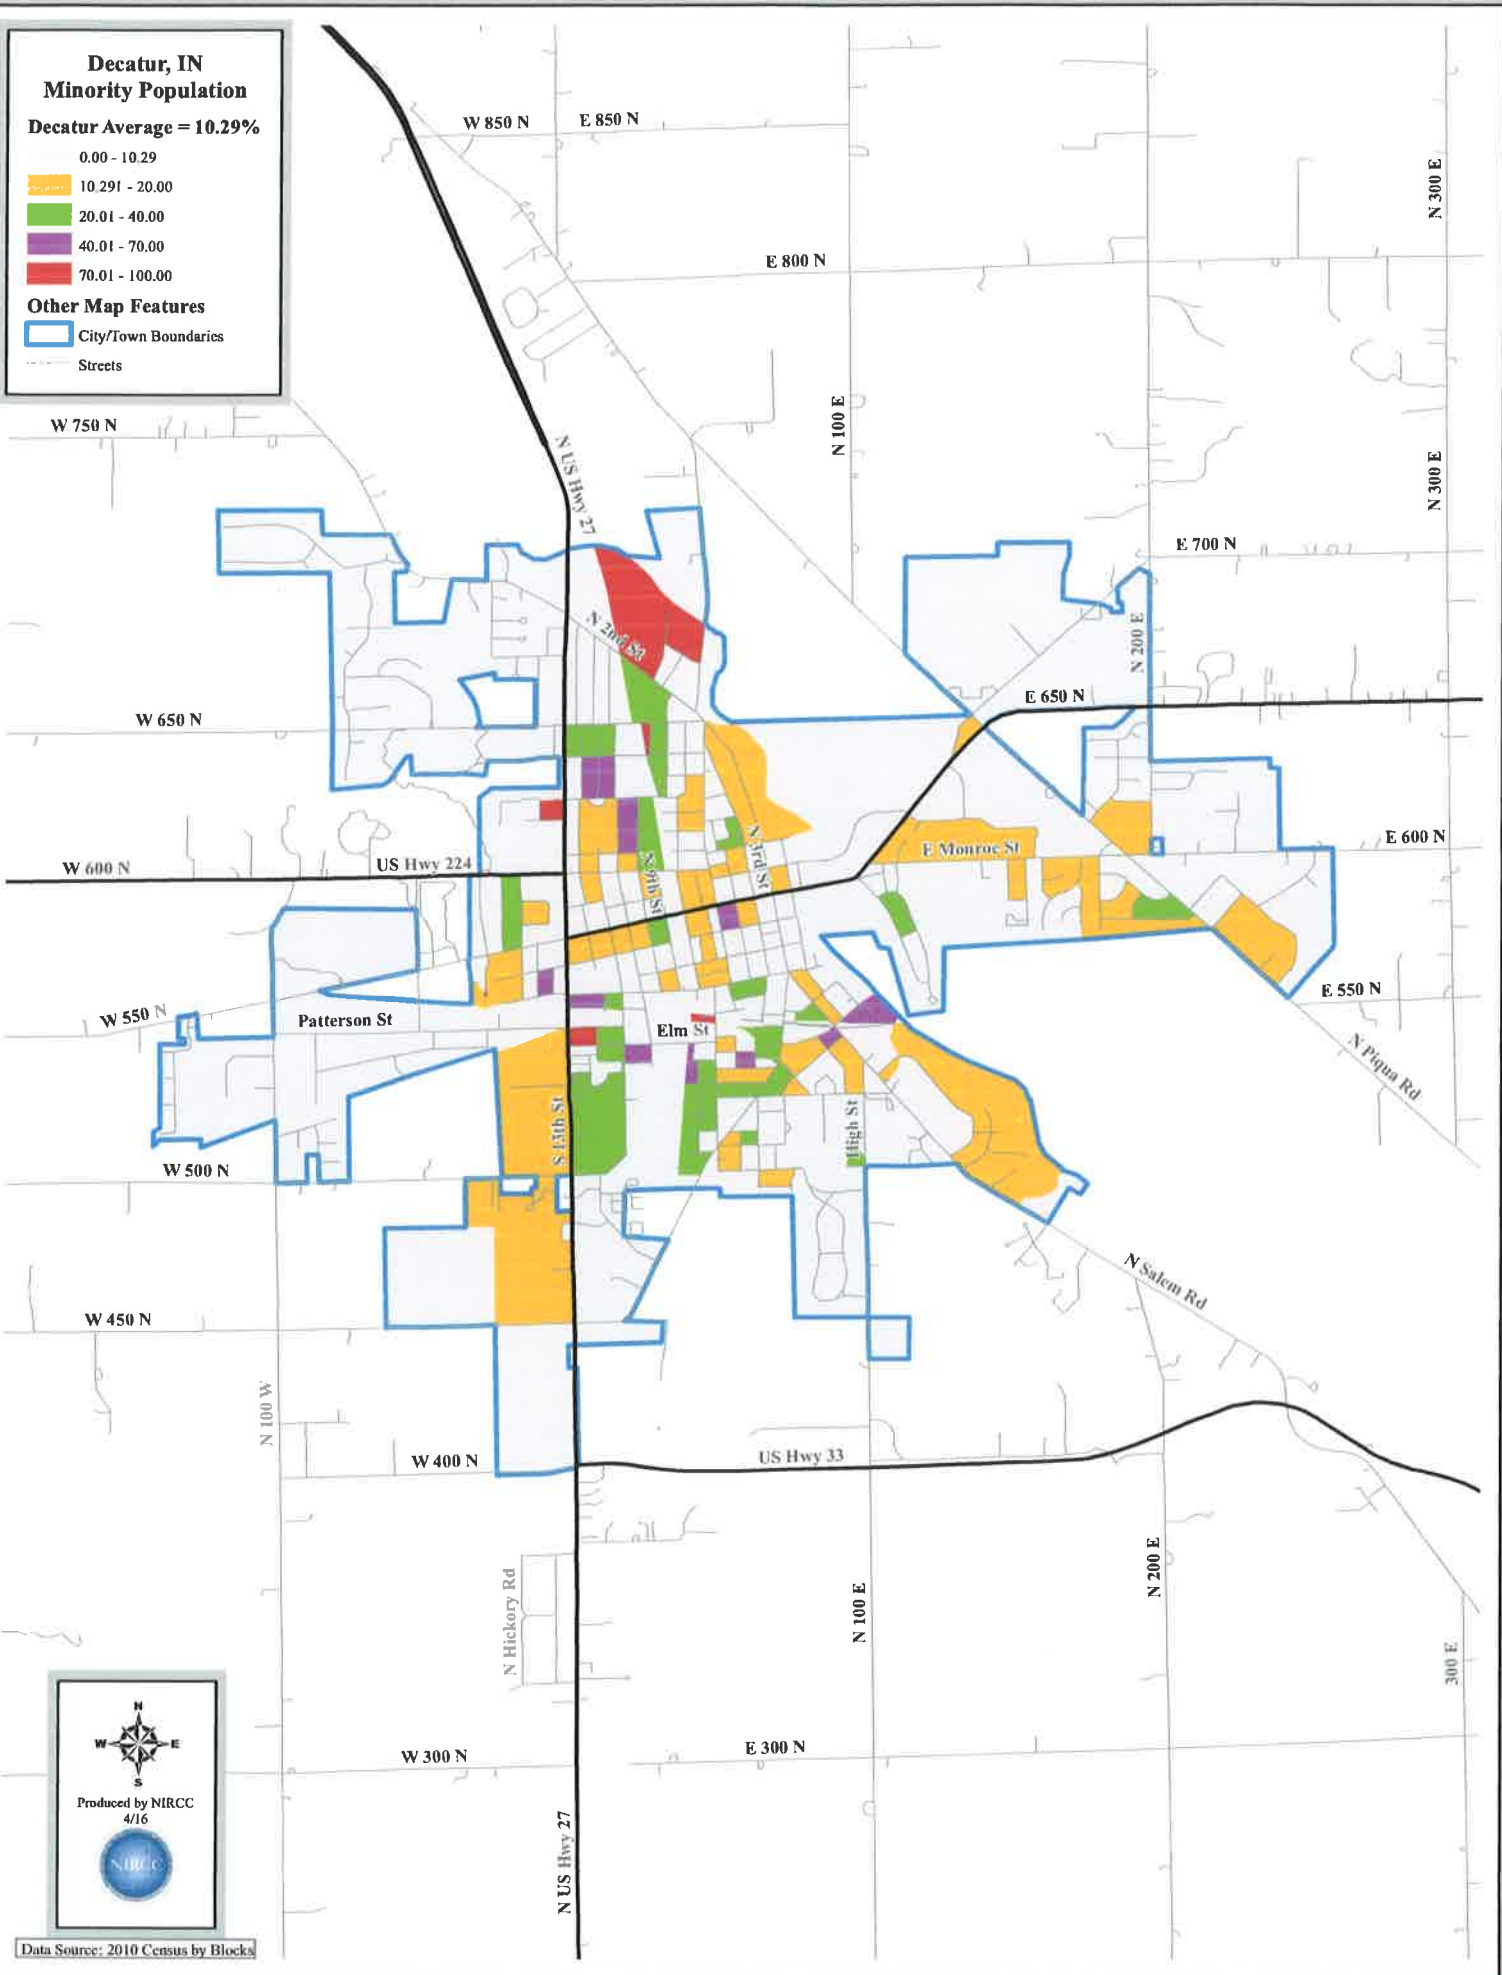 Decatur, IN
Minority Population
Decatur Average = 10.29%
0.00 - 10.29
10.291 - 20.00
20.01 - 40.00
40.01 - 70.00
70.01 - 100.00
Other Map Features
City/Town Boundaries
Streets
W 850 N
E 850 N
N 300 E
E 800 N
W 750 N
N US Hwy 27
N 100 E
N 300 E
E 700 N
N 2nd St
N 200 E
E 650 N
W 650 N
E 600 N
E Monroe St
N 3rd St
N 9th St
US Hwy 224
W 600 N
E 550 N
W 550 N
Patterson St
Elm St
N Piqua Rd
S 13th St
High St
W 500 N
N Salem Rd
W 450 N
N 100 W
W 400 N
US Hwy 33
N Hickory Rd
N 100 E
N 200 E
300 E
W 300 N
E 300 N
N US Hwy 27
N
W E
S
Produced by NIRCC
4/16
NIRCC
Data Source: 2010 Census by Blocks